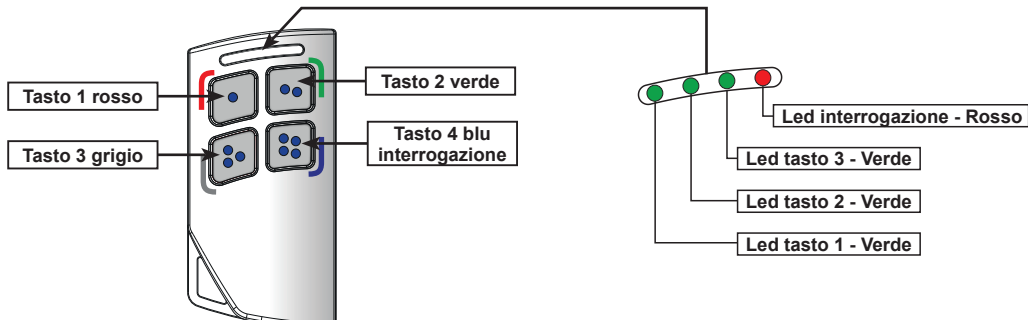 Tasto 1 rosso
Tasto 2 verde
Tasto 3 grigio
Tasto 4 blu
interrogazione
Led interrogazione - Rosso
Led tasto 3 - Verde
Led tasto 2 - Verde
Led tasto 1 - Verde